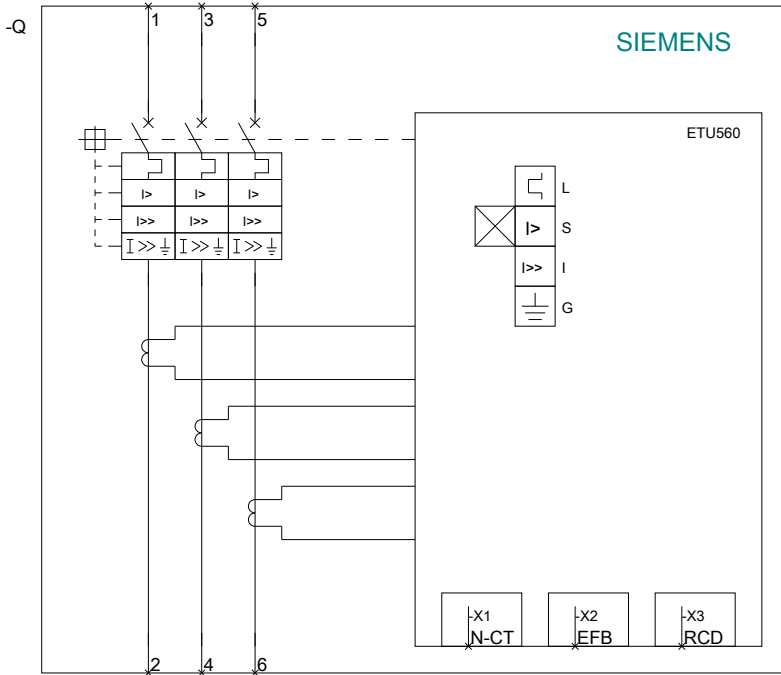 1 3 5
-Q
SIEMENS
ETU560
L
I> I> I> I> S
I>> I>> I>> I>> I
I>> I>> I>> G
-X1 -X2 -X3
N-CT EFB RCD
2 4 6